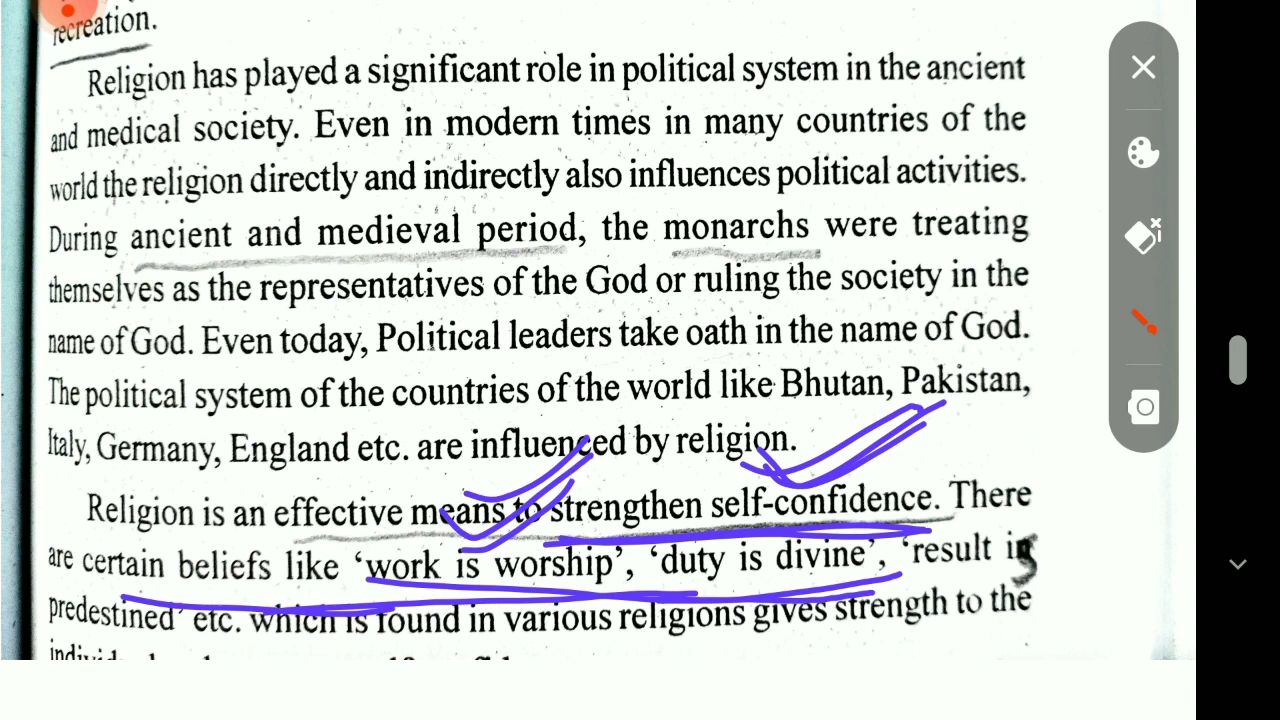 recreation.
Religion has played a significant role in political system in the ancient
and medical society. Even in modern times in many countries of the
world the religion directly and indirectly also influences political activities.
During ancient and medieval period, the monarchs were treating
themselves as the representatives of the God or ruling the society in the
name of God. Even today, Political leaders take oath in the name of God.
The political system of the countries of the world like Bhutan, Pakistan,
Italy, Germany, England etc. are influenced by religion.
Religion is an effective means to strengthen self-confidence. There
are certain beliefs like ‘work is worship’, ‘duty is divine’, ‘result is
predestined’ etc. which is found in various religions gives strength to the